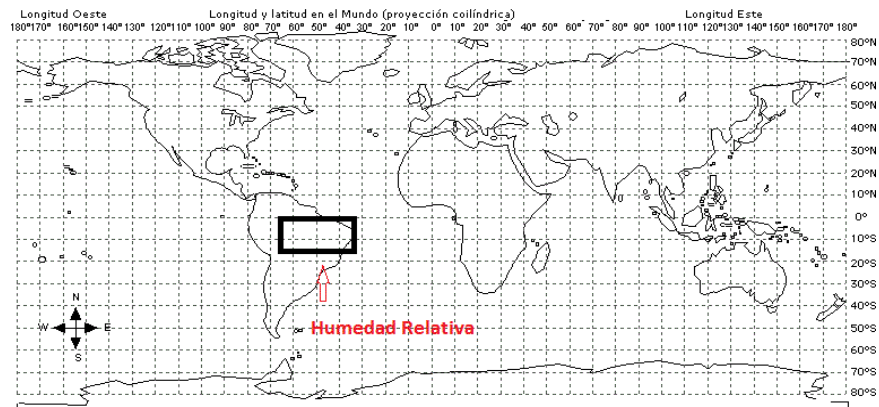 Longitud Oeste Longitud y latitud en el Mundo (proyección coilíndrica) Longitud Este
180°170° 160°150°140°130°120°110°100° 90° 80° 70° 60° 50° 40° 30° 20° 10° 0° 10° 20° 30° 40° 50° 60° 70° 80° 90° 100°110°120°130°140°150°160°170° 180°
80°N
70°N
60°N
50°N
40°N
30°N
20°N
10°N
0°
10°S
20°S
30°S
N
40°S
Humedad Relativa
W E
50°S
S
60°S
70°S
80°S